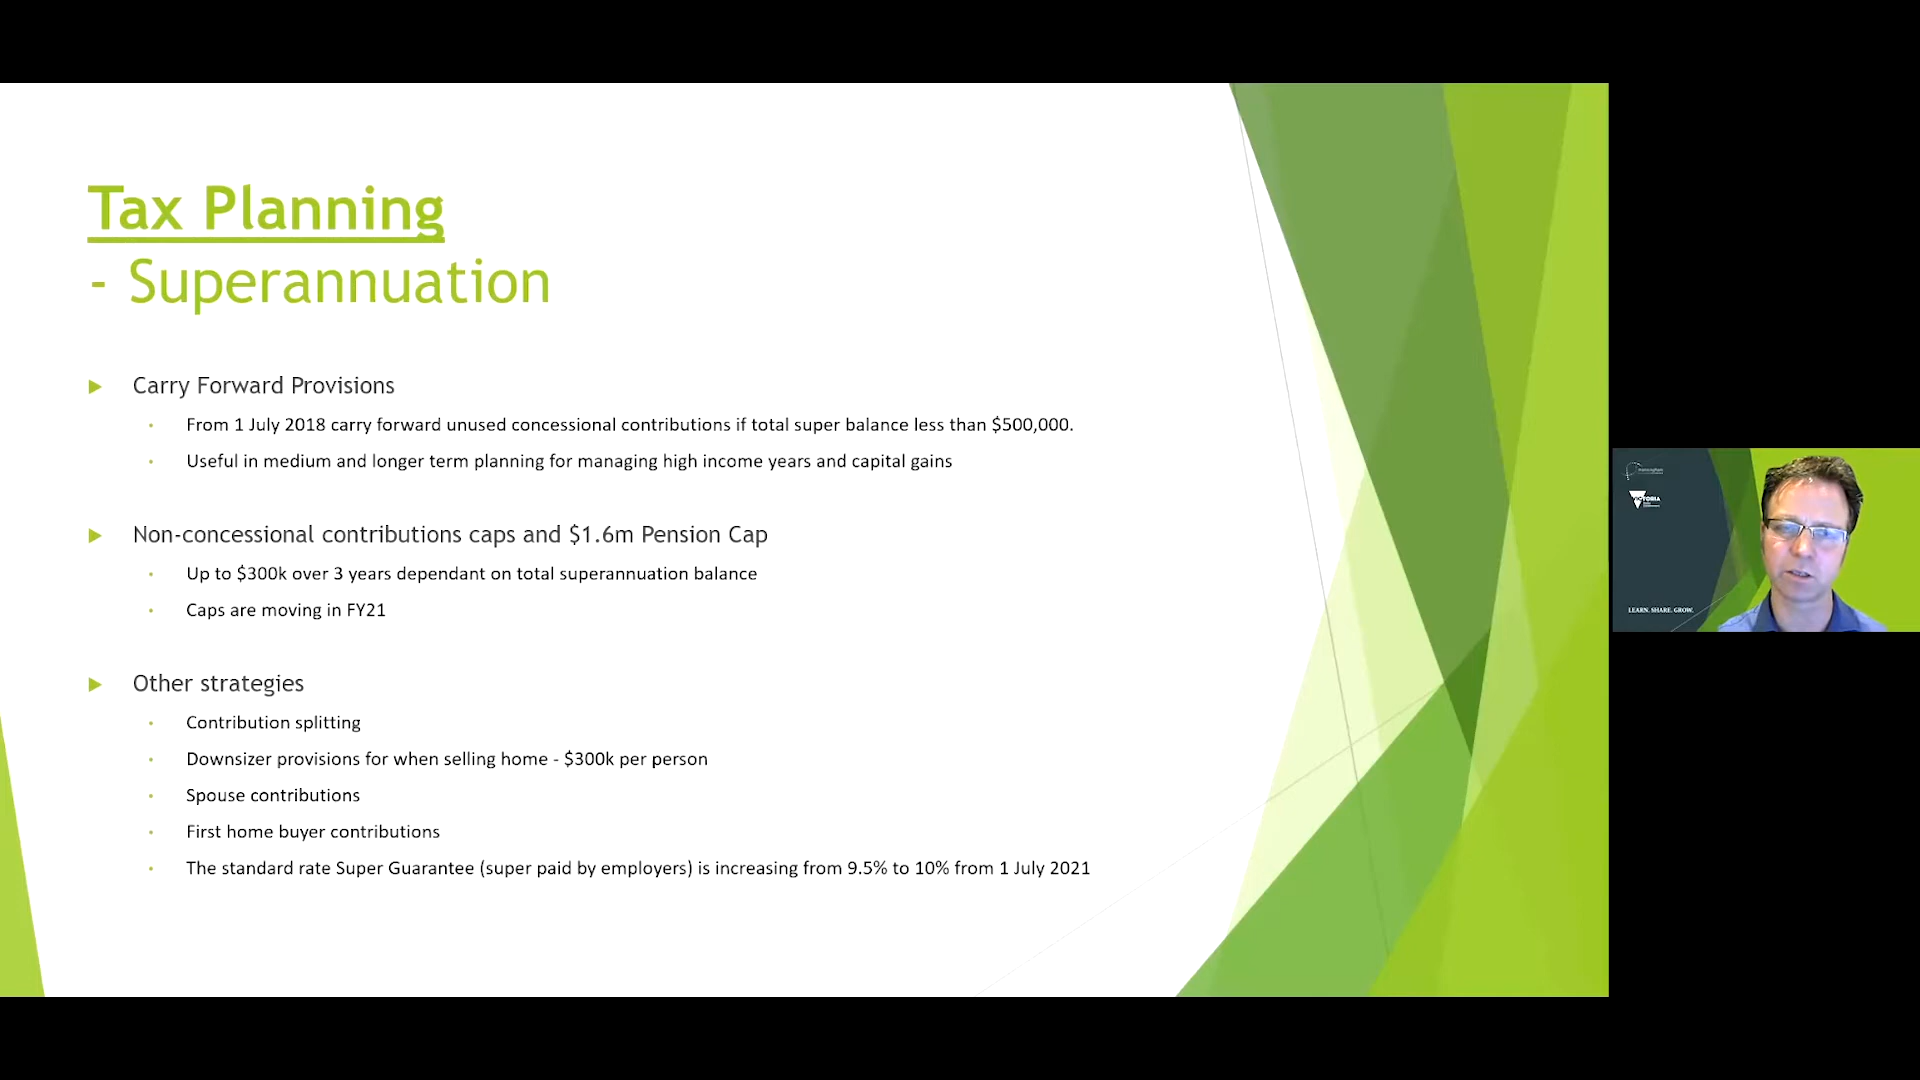 Tax Planning
- Superannuation
Carry Forward Provisions
From 1 July 2018 carry forward unused concessional contributions if total super balance less than $500,000.
Useful in medium and longer term planning for managing high income years and capital gains
Non-concessional contributions caps and $1.6m Pension Cap
Up to $300k over 3 years dependant on total superannuation balance
Caps are moving in FY21
Other strategies
Contribution splitting
Downsizer provisions for when selling home - $300k per person
Spouse contributions
First home buyer contributions
The standard rate Super Guarantee (super paid by employers) is increasing from 9.5% to 10% from 1 July 2021
LEARN. SHARE. GROW.